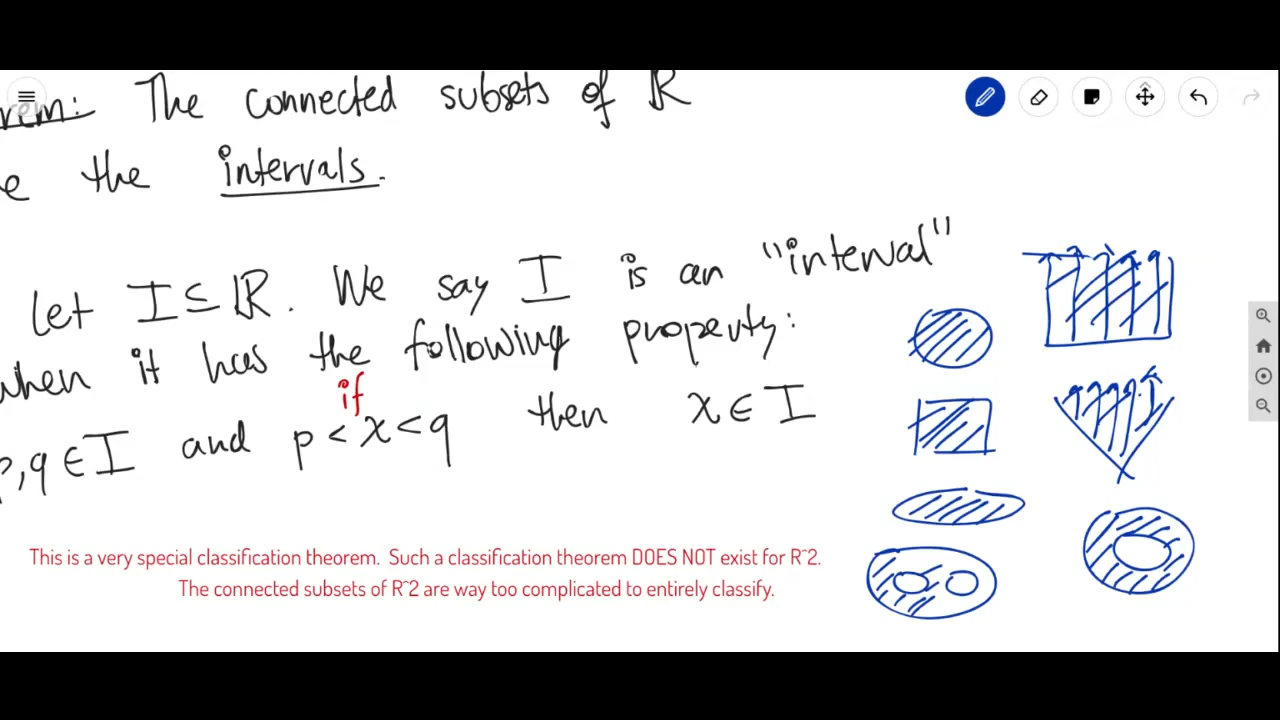 rem: The connected subsets of ℝ
e the intervals.
Let I ⊆ ℝ. We say I is an "interval"
when it has the following property:
if
p,q ∈ I and p < x < q then x ∈ I
This is a very special classification theorem. Such a classification theorem DOES NOT exist for R^2.
The connected subsets of R^2 are way too complicated to entirely classify.